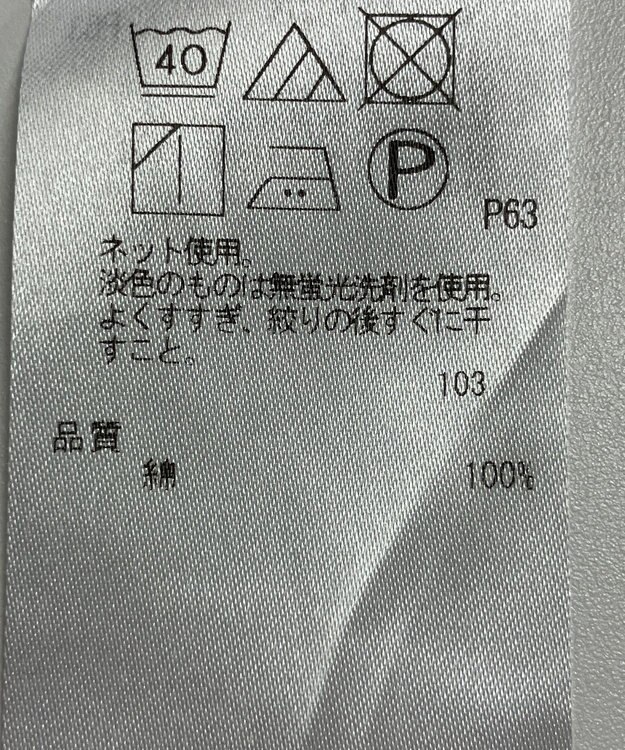 40
P
P63
ネット使用。
淡色のものは無蛍光洗剤を使用。
よくすすぎ、絞りの後すぐに干
すこと。
103
品質
綿 100%